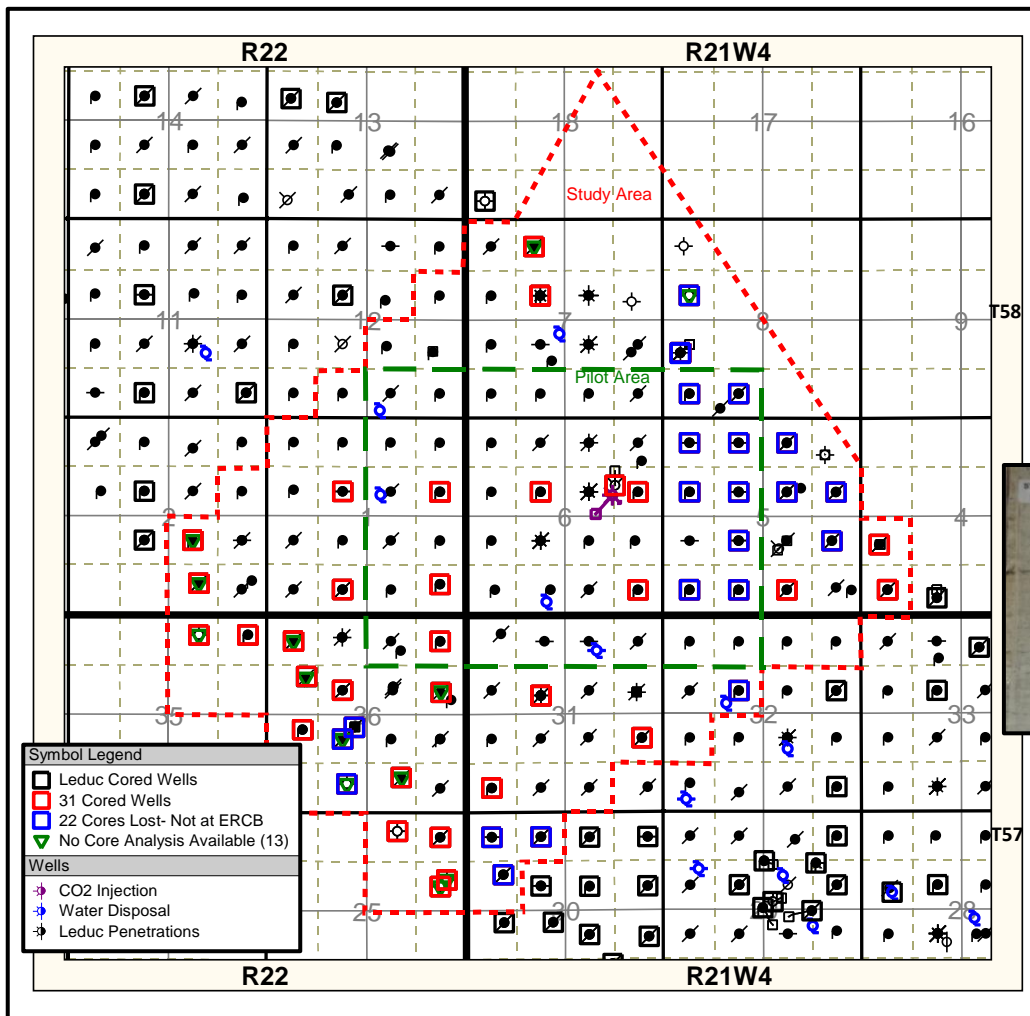 R22 R21W4
14 13 18 17 16
Study Area
T58
11 12 7 8 9
Pilot Area
2 1 6 5 4
35 36 31 32 33
Symbol Legend
Leduc Cored Wells
31 Cored Wells
22 Cores Lost- Not at ERCB
No Core Analysis Available (13)
T57
Wells
CO2 Injection
Water Disposal
Leduc Penetrations
25 30 28
R22 R21W4